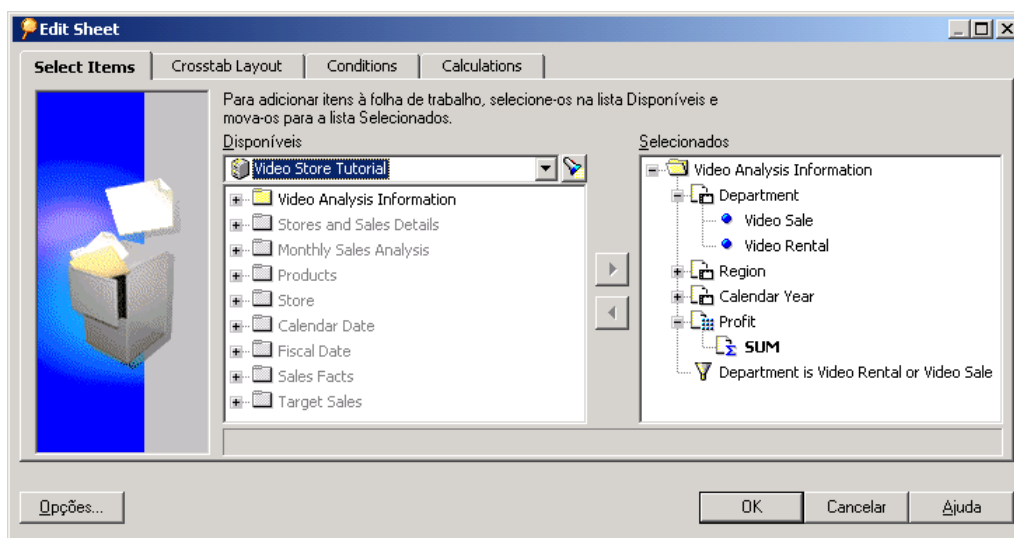 Edit Sheet
Select Items
Crosstab Layout
Conditions
Calculations
Para adicionar itens à folha de trabalho, selecione-os na lista Disponíveis e
mova-os para a lista Selecionados.
Disponíveis
Selecionados
Video Store Tutorial
Video Analysis Information
Stores and Sales Details
Monthly Sales Analysis
Products
Store
Calendar Date
Fiscal Date
Sales Facts
Target Sales
Video Analysis Information
Department
Video Sale
Video Rental
Region
Calendar Year
Profit
SUM
Department is Video Rental or Video Sale
Opções...
OK
Cancelar
Ajuda